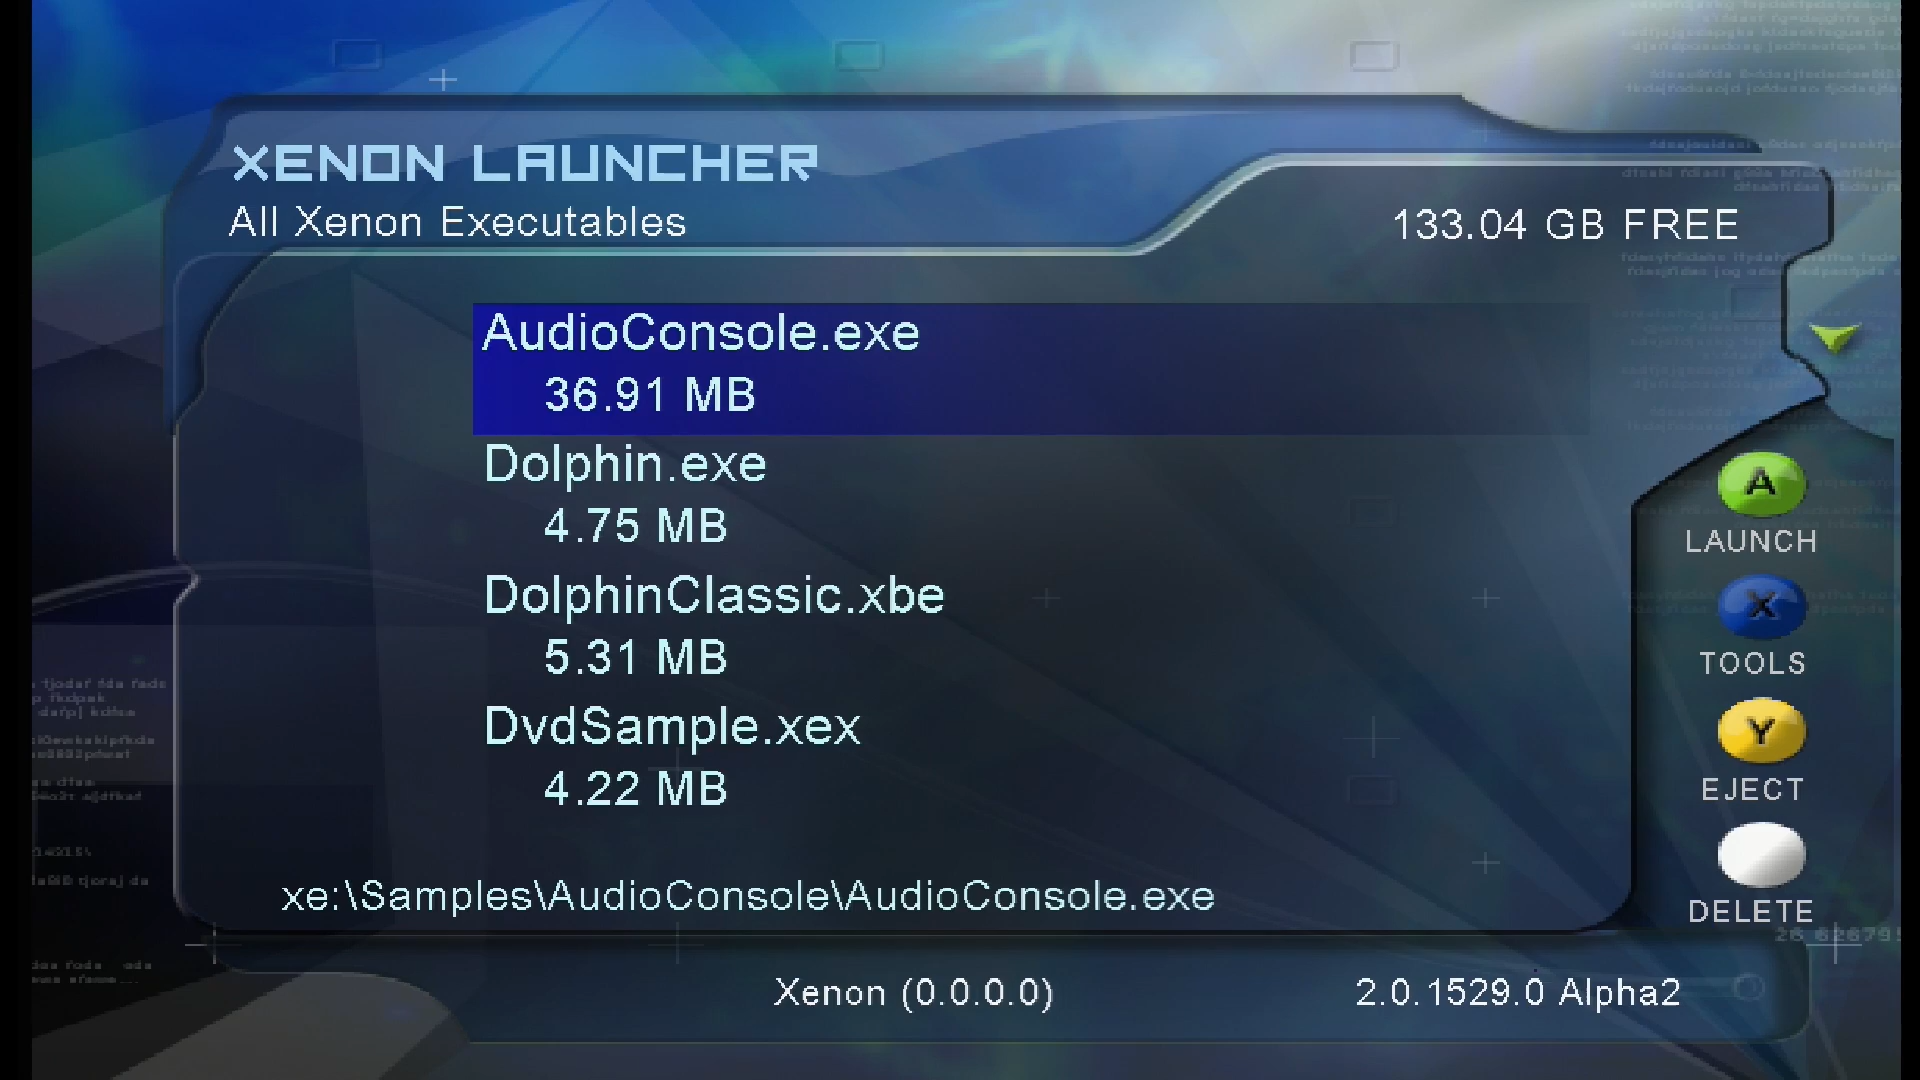 XENON LAUNCHER
All Xenon Executables
133.04 GB FREE
AudioConsole.exe
36.91 MB
Dolphin.exe
4.75 MB
DolphinClassic.xbe
5.31 MB
DvdSample.xex
4.22 MB
xe:\Samples\AudioConsole\AudioConsole.exe
A
LAUNCH
X
TOOLS
Y
EJECT
DELETE
Xenon (0.0.0.0)
2.0.1529.0 Alpha2